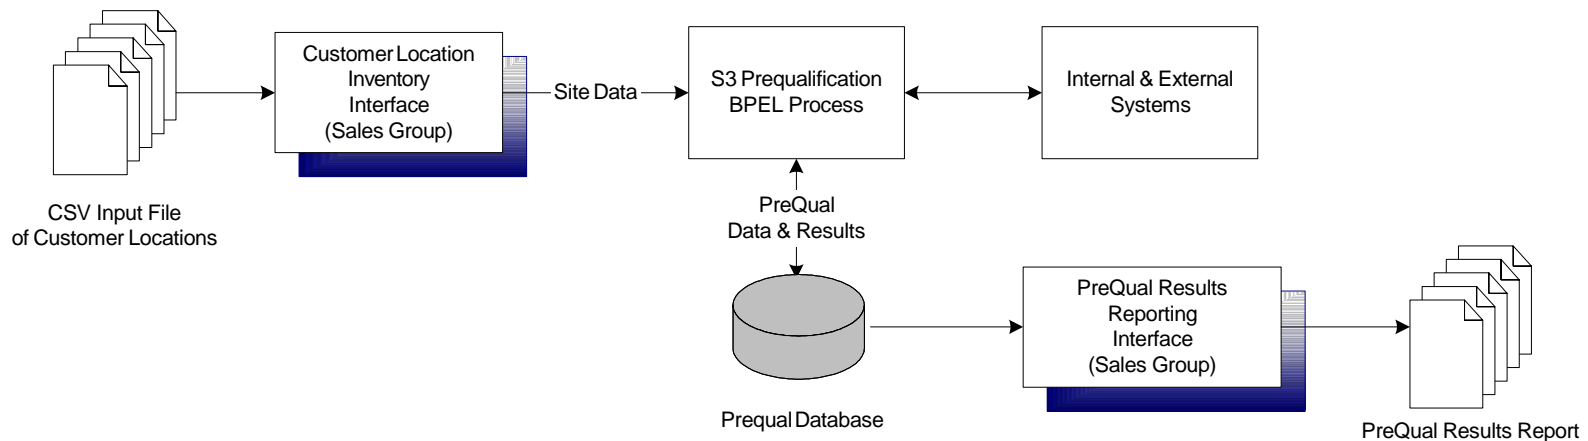 Customer Location
Inventory
Interface
(Sales Group)
Site Data
S3 Prequalification
BPEL Process
Internal & External
Systems
CSV Input File
of Customer Locations
PreQual
Data & Results
PreQual Results
Reporting
Interface
(Sales Group)
Prequal Database
PreQual Results Report